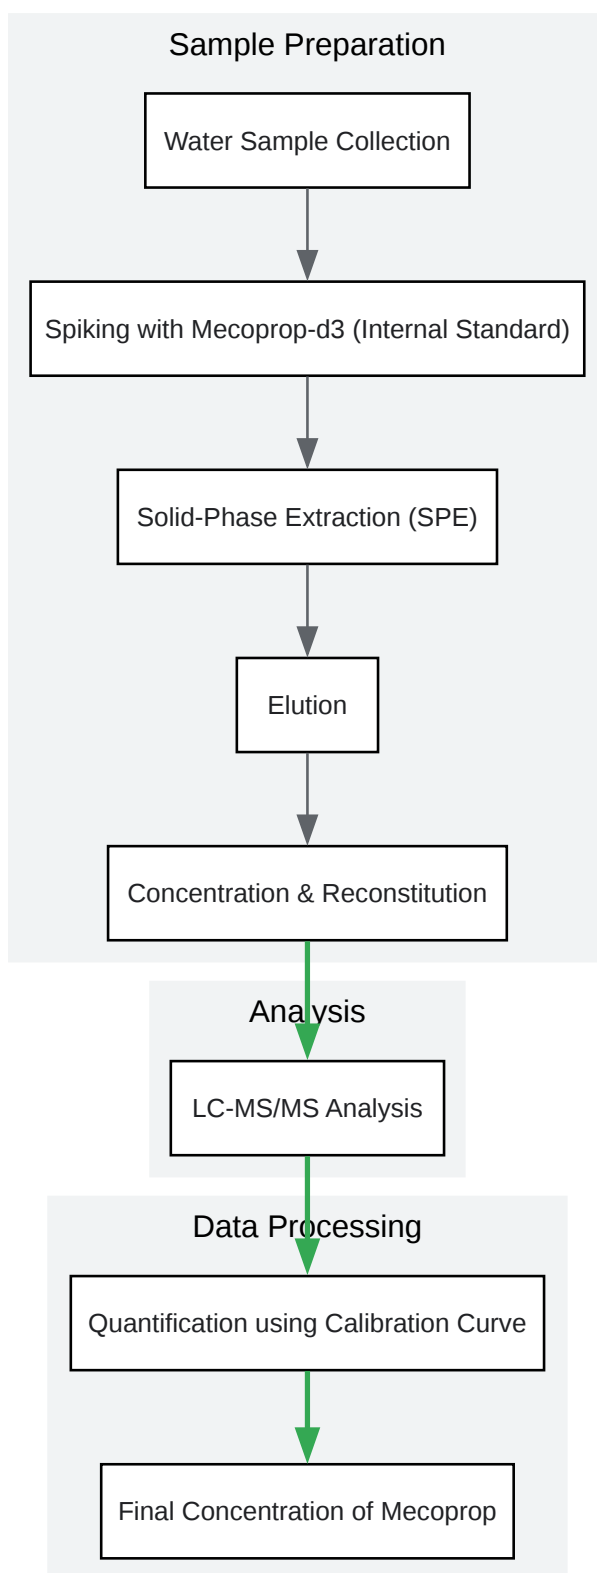 Sample Preparation
Water Sample Collection
Spiking with Mecoprop-d3 (Internal Standard)
Solid-Phase Extraction (SPE)
Elution
Concentration & Reconstitution
Analysis
LC-MS/MS Analysis
Data Processing
Quantification using Calibration Curve
Final Concentration of Mecoprop